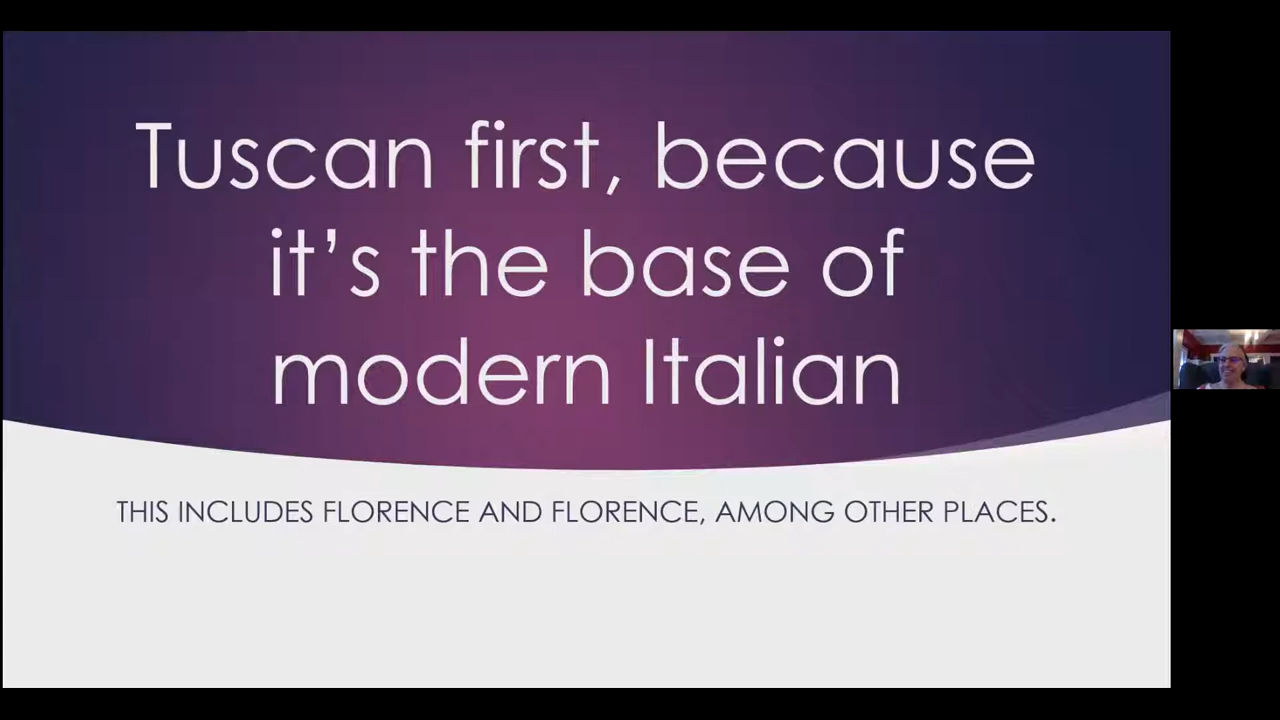 Tuscan first, because
it’s the base of
modern Italian
THIS INCLUDES FLORENCE AND FLORENCE, AMONG OTHER PLACES.